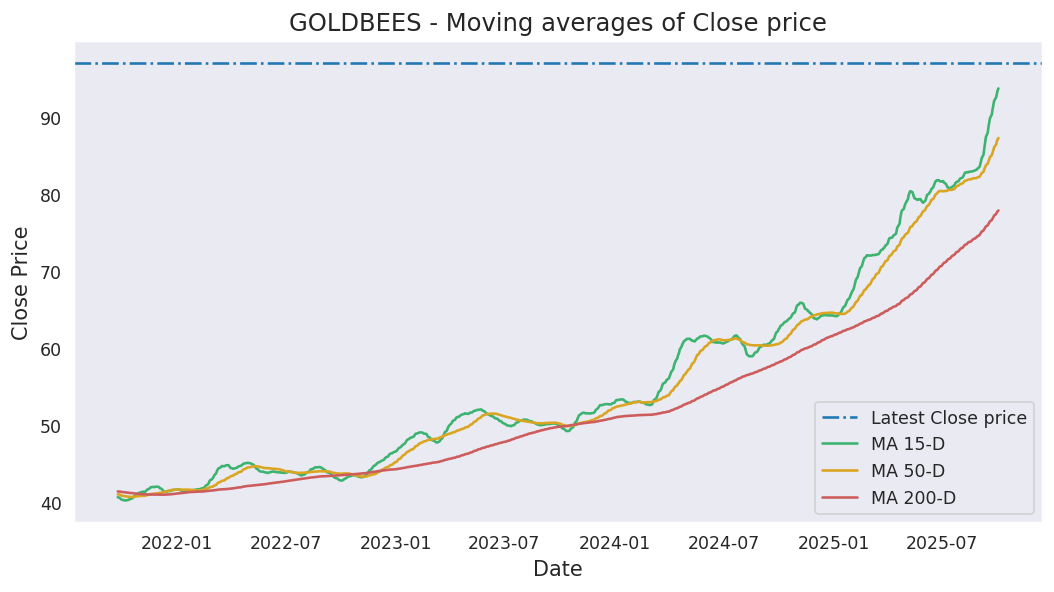 GOLDBEES - Moving averages of Close price
Close Price
90
80
70
60
50
40
2022-01
2022-07
2023-01
2023-07
2024-01
2024-07
2025-01
2025-07
Date
Latest Close price
MA 15-D
MA 50-D
MA 200-D